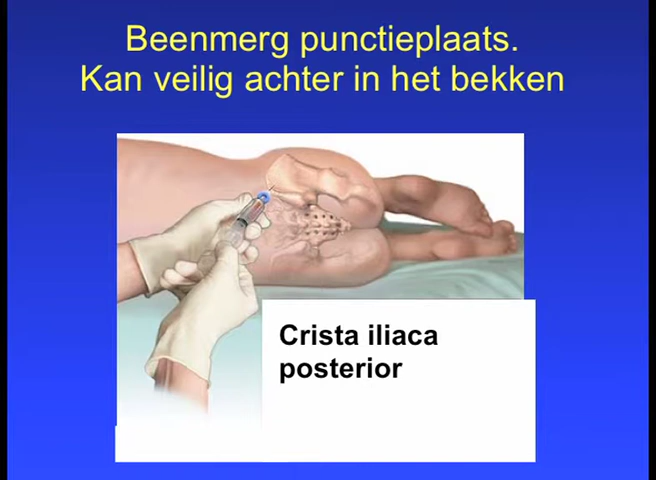 Beenmerg punctieplaats.
Kan veilig achter in het bekken
Crista iliaca
posterior